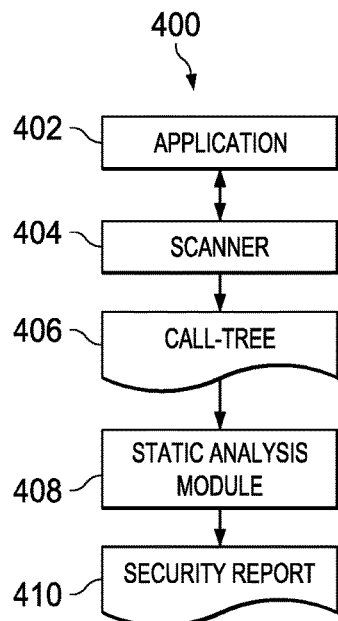 400
402
APPLICATION
404
SCANNER
406
CALL-TREE
408
STATIC ANALYSIS
MODULE
410
SECURITY REPORT